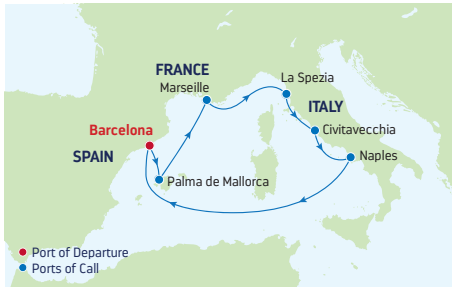 FRANCE
Marseille
La Spezia
ITALY
Civitavecchia
Barcelona
SPAIN
Naples
Palma de Mallorca
Port of Departure
Ports of Call